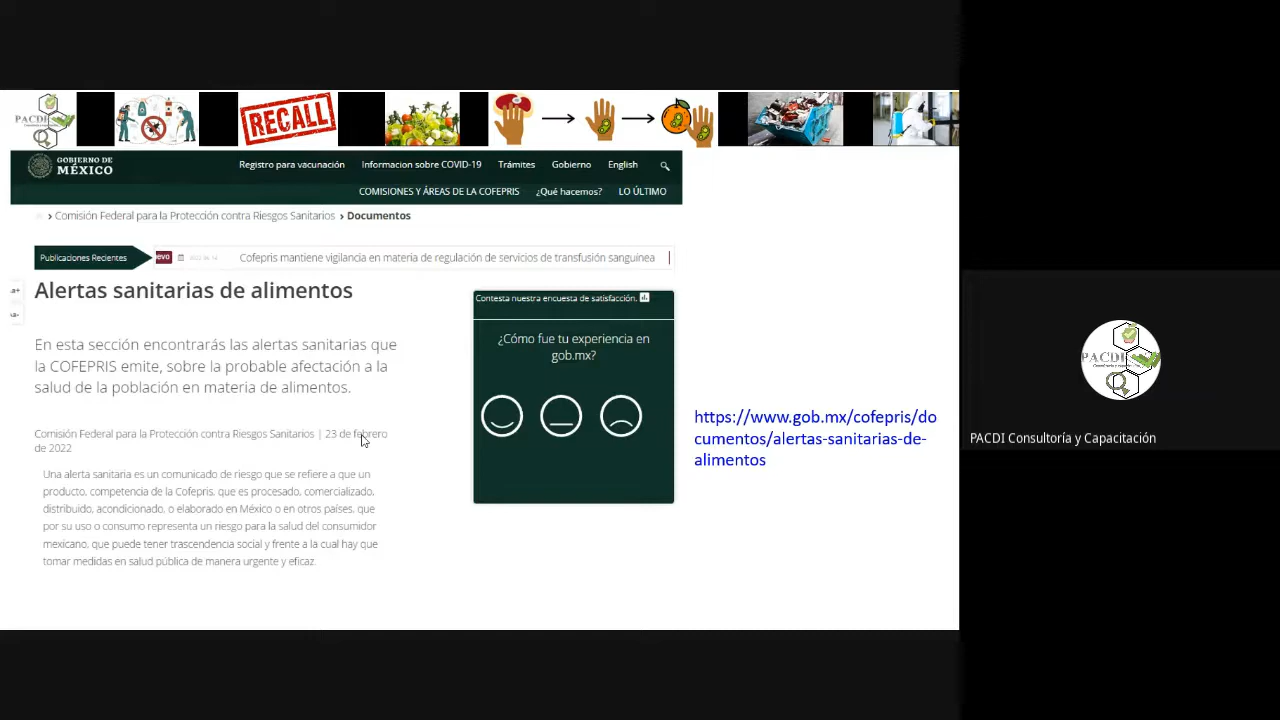 PACDI
RECALL
GOBIERNO DE
MÉXICO
Registro para vacunación Informacion sobre COVID-19 Trámites Gobierno English
COMISIONES Y ÁREAS DE LA COFEPRIS ¿Qué hacemos? LO ÚLTIMO
› Comisión Federal para la Protección contra Riesgos Sanitarios › Documentos
Publicaciones Recientes evo Cofepris mantiene vigilancia en materia de regulación de servicios de transfusión sanguínea
a+
a-
Alertas sanitarias de alimentos
En esta sección encontrarás las alertas sanitarias que
la COFEPRIS emite, sobre la probable afectación a la
salud de la población en materia de alimentos.
Comisión Federal para la Protección contra Riesgos Sanitarios | 23 de febrero
de 2022
Una alerta sanitaria es un comunicado de riesgo que se refiere a que un
producto, competencia de la Cofepris, que es procesado, comercializado,
distribuido, acondicionado, o elaborado en México o en otros países, que
por su uso o consumo representa un riesgo para la salud del consumidor
mexicano, que puede tener trascendencia social y frente a la cual hay que
tomar medidas en salud pública de manera urgente y eficaz.
Contesta nuestra encuesta de satisfacción.
¿Cómo fue tu experiencia en
gob.mx?
https://www.gob.mx/cofepris/do
cumentos/alertas-sanitarias-de-
alimentos
PACDI
PACDI Consultoría y Capacitación